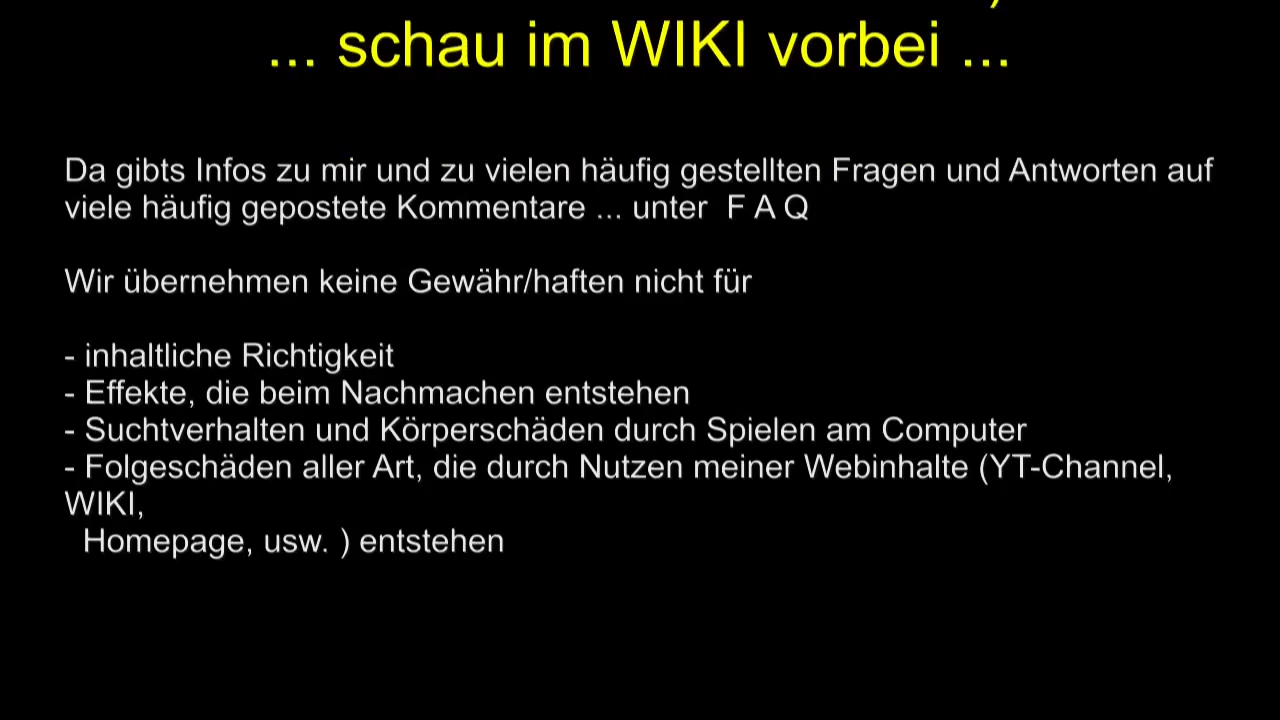 ... schau im WIKI vorbei ...
Da gibts Infos zu mir und zu vielen häufig gestellten Fragen und Antworten auf
viele häufig gepostete Kommentare ... unter  F A Q
Wir übernehmen keine Gewähr/haften nicht für
- inhaltliche Richtigkeit
- Effekte, die beim Nachmachen entstehen
- Suchtverhalten und Körperschäden durch Spielen am Computer
- Folgeschäden aller Art, die durch Nutzen meiner Webinhalte (YT-Channel,
WIKI,
Homepage, usw. ) entstehen